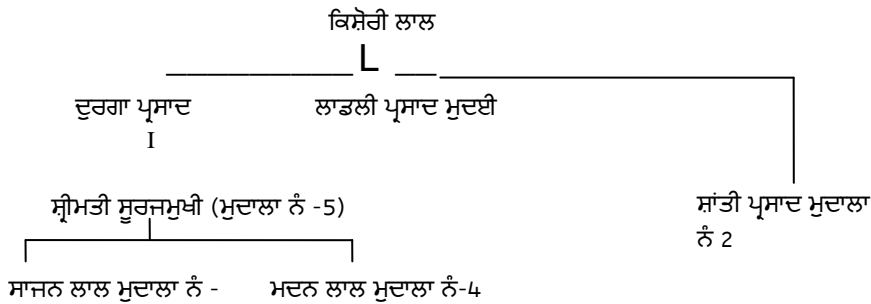 ਕਿਸ਼ੋਰੀ ਲਾਲ
ਦੁਰਗਾ ਪ੍ਰਸਾਦ ਲਾਡਲੀ ਪ੍ਰਸਾਦ ਮੁਦਈ
I
ਸ਼੍ਰੀਮਤੀ ਸੂਰਜਮੁਖੀ (ਮੁਦਾਲਾ ਨੰ -5)
ਸ਼ਾਂਤੀ ਪ੍ਰਸਾਦ ਮੁਦਾਲਾ
ਨੰ 2
ਸਾਜਨ ਲਾਲ ਮੁਦਾਲਾ ਨੰ - ਮਦਨ ਲਾਲ ਮੁਦਾਲਾ ਨੰ-4